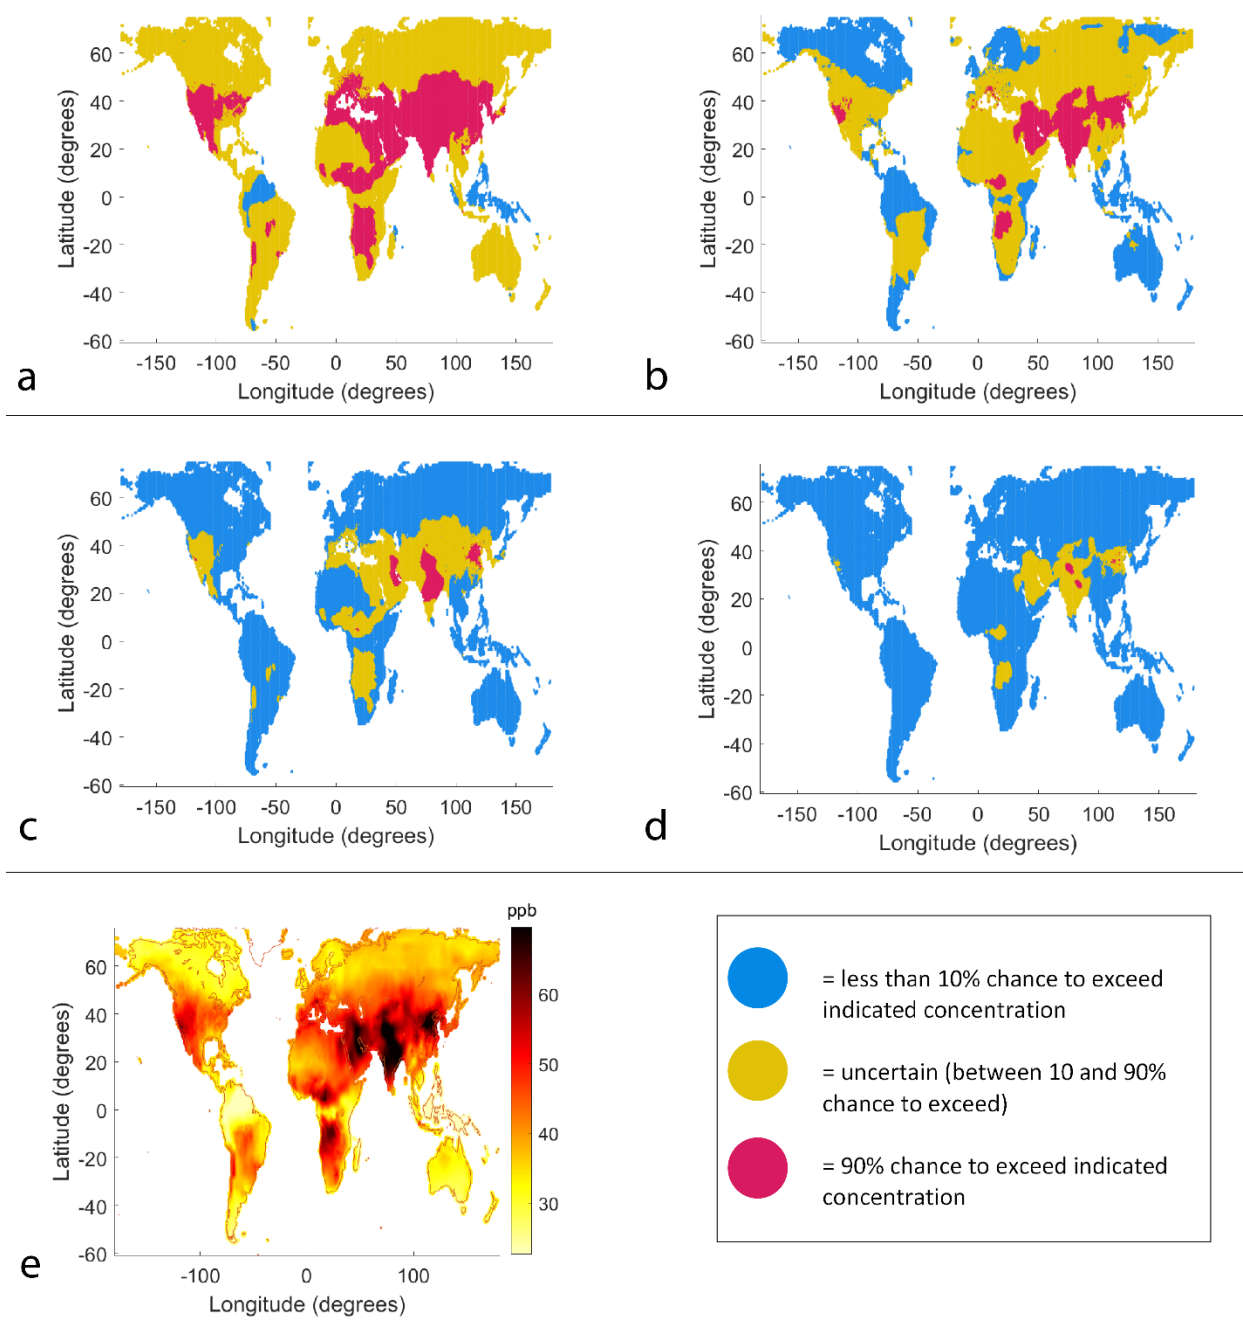 60
40
20
0
-20
-40
-60
Latitude (degrees)
-150 -100 -50 0 50 100 150
Longitude (degrees)
a
60
40
20
0
-20
-40
-60
Latitude (degrees)
-150 -100 -50 0 50 100 150
Longitude (degrees)
b
60
40
20
0
-20
-40
-60
Latitude (degrees)
-150 -100 -50 0 50 100 150
Longitude (degrees)
c
60
40
20
0
-20
-40
-60
Latitude (degrees)
-150 -100 -50 0 50 100 150
Longitude (degrees)
d
ppb
60
50
40
30
60
40
20
0
-20
-40
-60
Latitude (degrees)
-100 0 100
Longitude (degrees)
e
= less than 10% chance to exceed
indicated concentration
= uncertain (between 10 and 90%
chance to exceed)
= 90% chance to exceed indicated
concentration